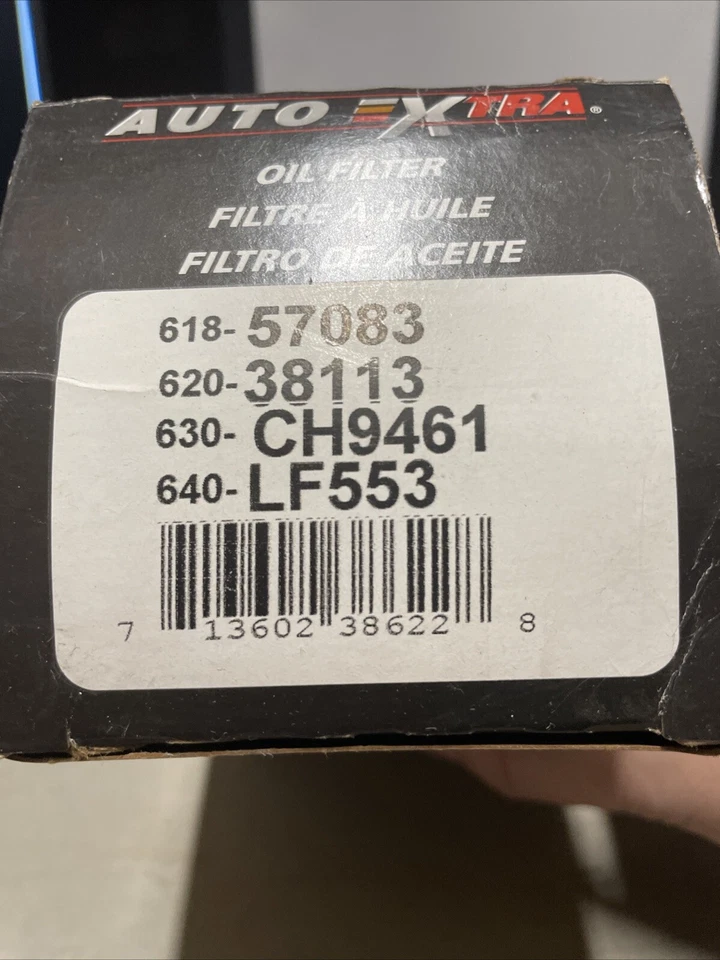 AUTO EXTRA®
OIL FILTER
FILTRE À HUILE
FILTRO DE ACEITE
618-57083
620-38113
630-CH9461
640-LF553
7 13602 38622 8